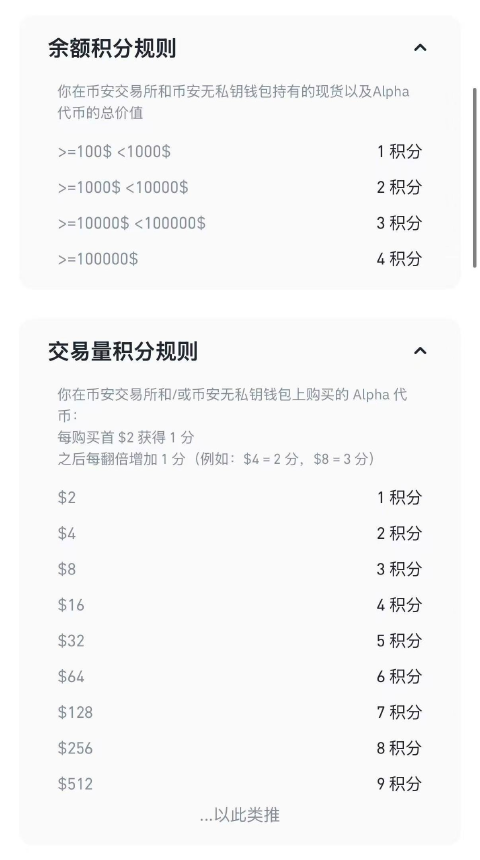 余额积分规则
你在币安交易所和币安无私钥钱包持有的现货以及Alpha
代币的总价值
>=100$ <1000$ 1 积分
>=1000$ <10000$ 2 积分
>=10000$ <100000$ 3 积分
>=100000$ 4 积分
交易量积分规则
你在币安交易所和/或币安无私钥钱包上购买的 Alpha 代
币：
每购买首 $2 获得 1 分
之后每翻倍增加 1 分（例如：$4 = 2 分，$8 = 3 分）
$2 1 积分
$4 2 积分
$8 3 积分
$16 4 积分
$32 5 积分
$64 6 积分
$128 7 积分
$256 8 积分
$512 9 积分
...以此类推